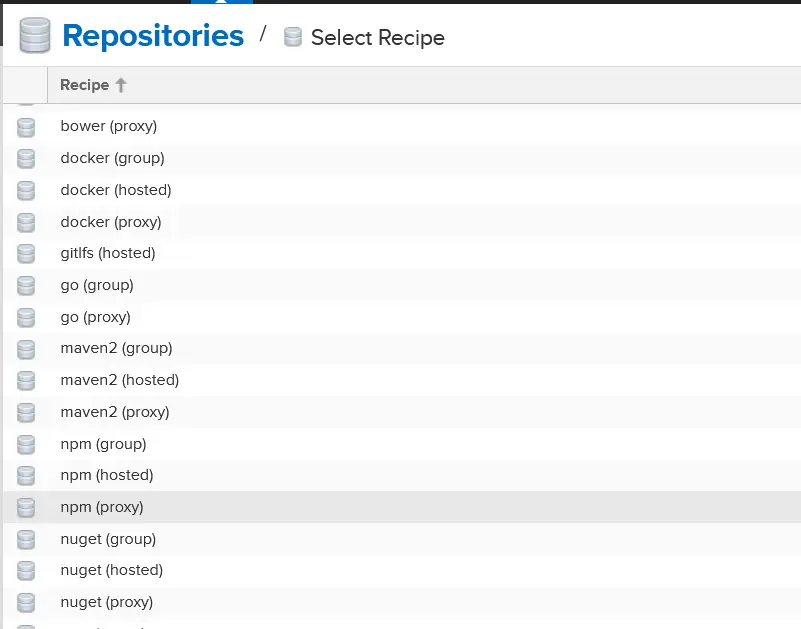 Repositories / Select Recipe
Recipe
bower (proxy)
docker (group)
docker (hosted)
docker (proxy)
gitlfs (hosted)
go (group)
go (proxy)
maven2 (group)
maven2 (hosted)
maven2 (proxy)
npm (group)
npm (hosted)
npm (proxy)
nuget (group)
nuget (hosted)
nuget (proxy)